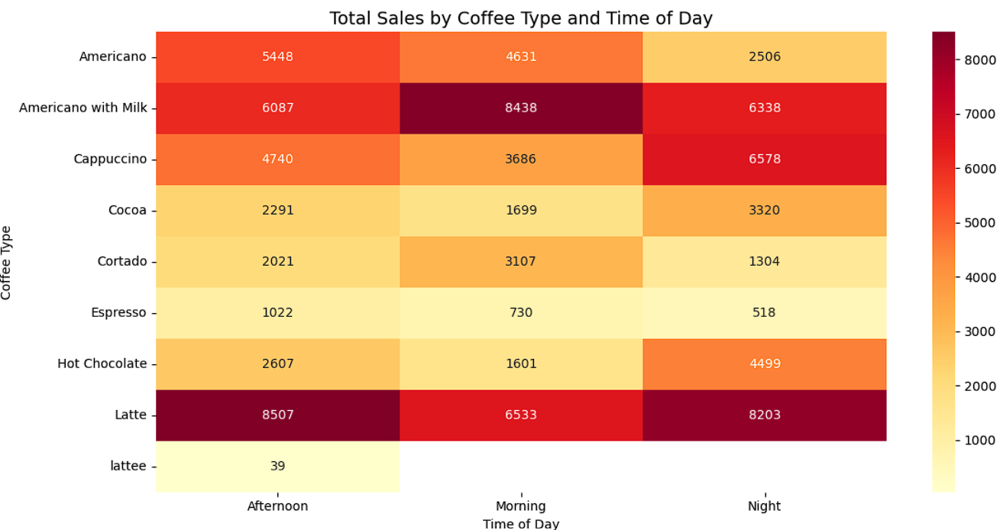 Total Sales by Coffee Type and Time of Day
Americano 5448 4631 2506
Americano with Milk 6087 8438 6338
Cappuccino 4740 3686 6578
Cocoa 2291 1699 3320
Cortado 2021 3107 1304
Espresso 1022 730 518
Hot Chocolate 2607 1601 4499
Latte 8507 6533 8203
lattee 39
Coffee Type
Afternoon Morning Night
Time of Day
8000
7000
6000
5000
4000
3000
2000
1000